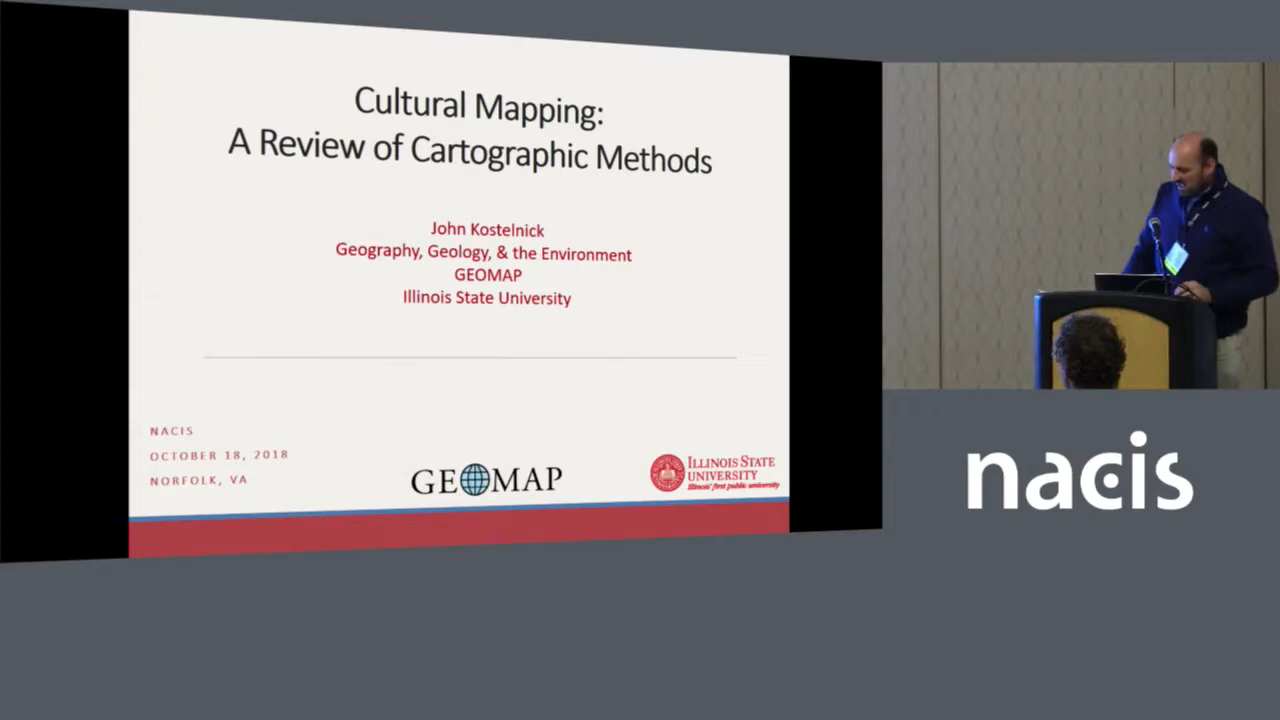 Cultural Mapping:
A Review of Cartographic Methods
John Kostelnick
Geography, Geology, & the Environment
GEOMAP
Illinois State University
NACIS
OCTOBER 18, 2018
NORFOLK, VA
GEOMAP
ILLINOIS STATE
UNIVERSITY
Illinois' first public university
nacis